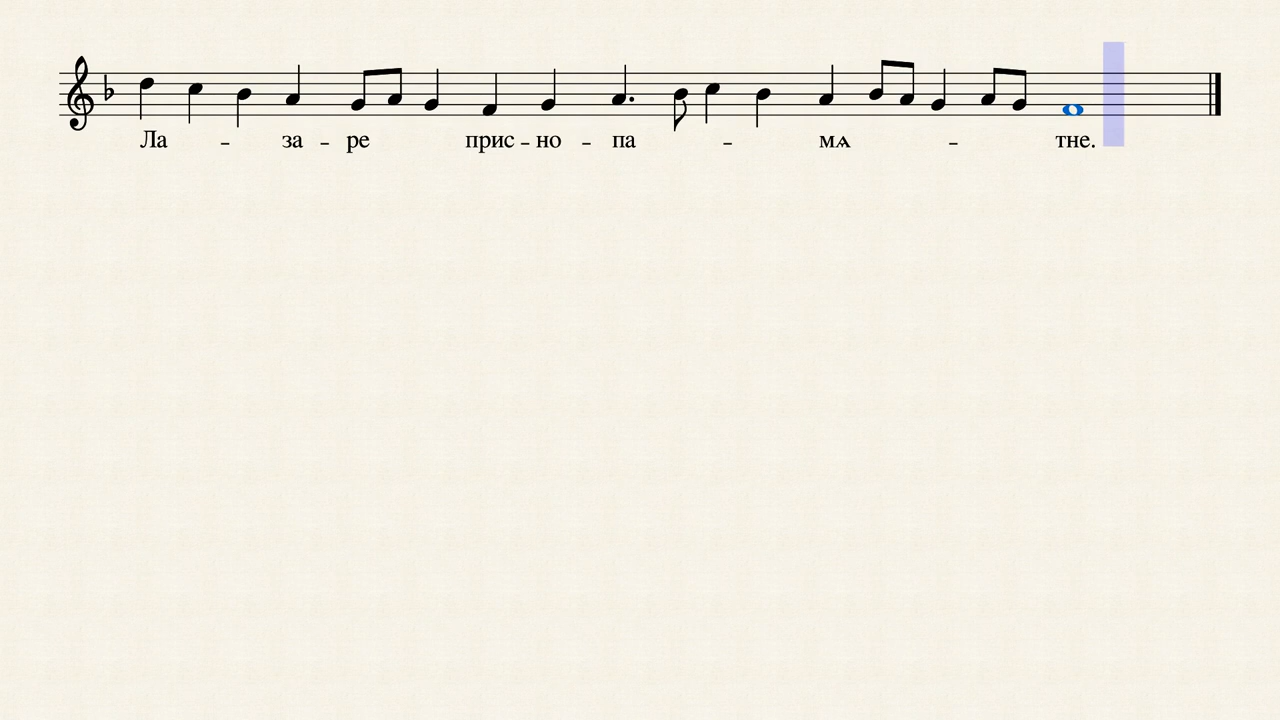 Ла - за - ре прис - но - па - мѧ - тне.